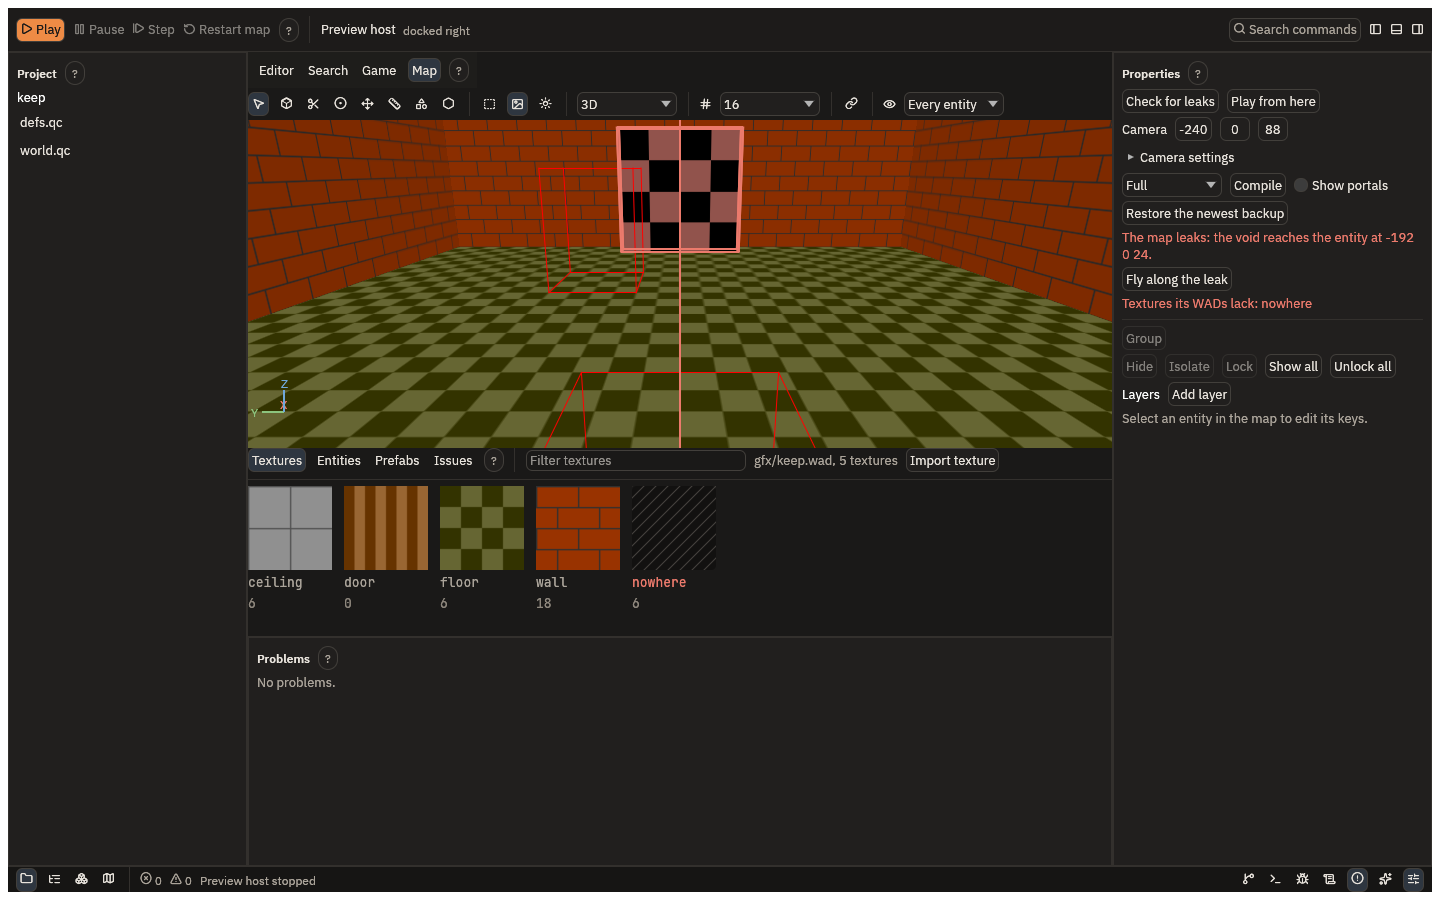 Play Pause Step Restart map ? Preview host docked right Search commands
Project ?
keep
defs.qc
world.qc
Editor Search Game Map ?
3D 16 Every entity
Z
Y X
Textures Entities Prefabs Issues ? Filter textures gfx/keep.wad, 5 textures Import texture
ceiling door floor wall nowhere
6 0 6 18 6
Problems ?
No problems.
Properties ?
Check for leaks Play from here
Camera -240 0 88
Camera settings
Full Compile Show portals
Restore the newest backup
The map leaks: the void reaches the entity at -192
0 24.
Fly along the leak
Textures its WADs lack: nowhere
Group
Hide Isolate Lock Show all Unlock all
Layers Add layer
Select an entity in the map to edit its keys.
0 0 Preview host stopped